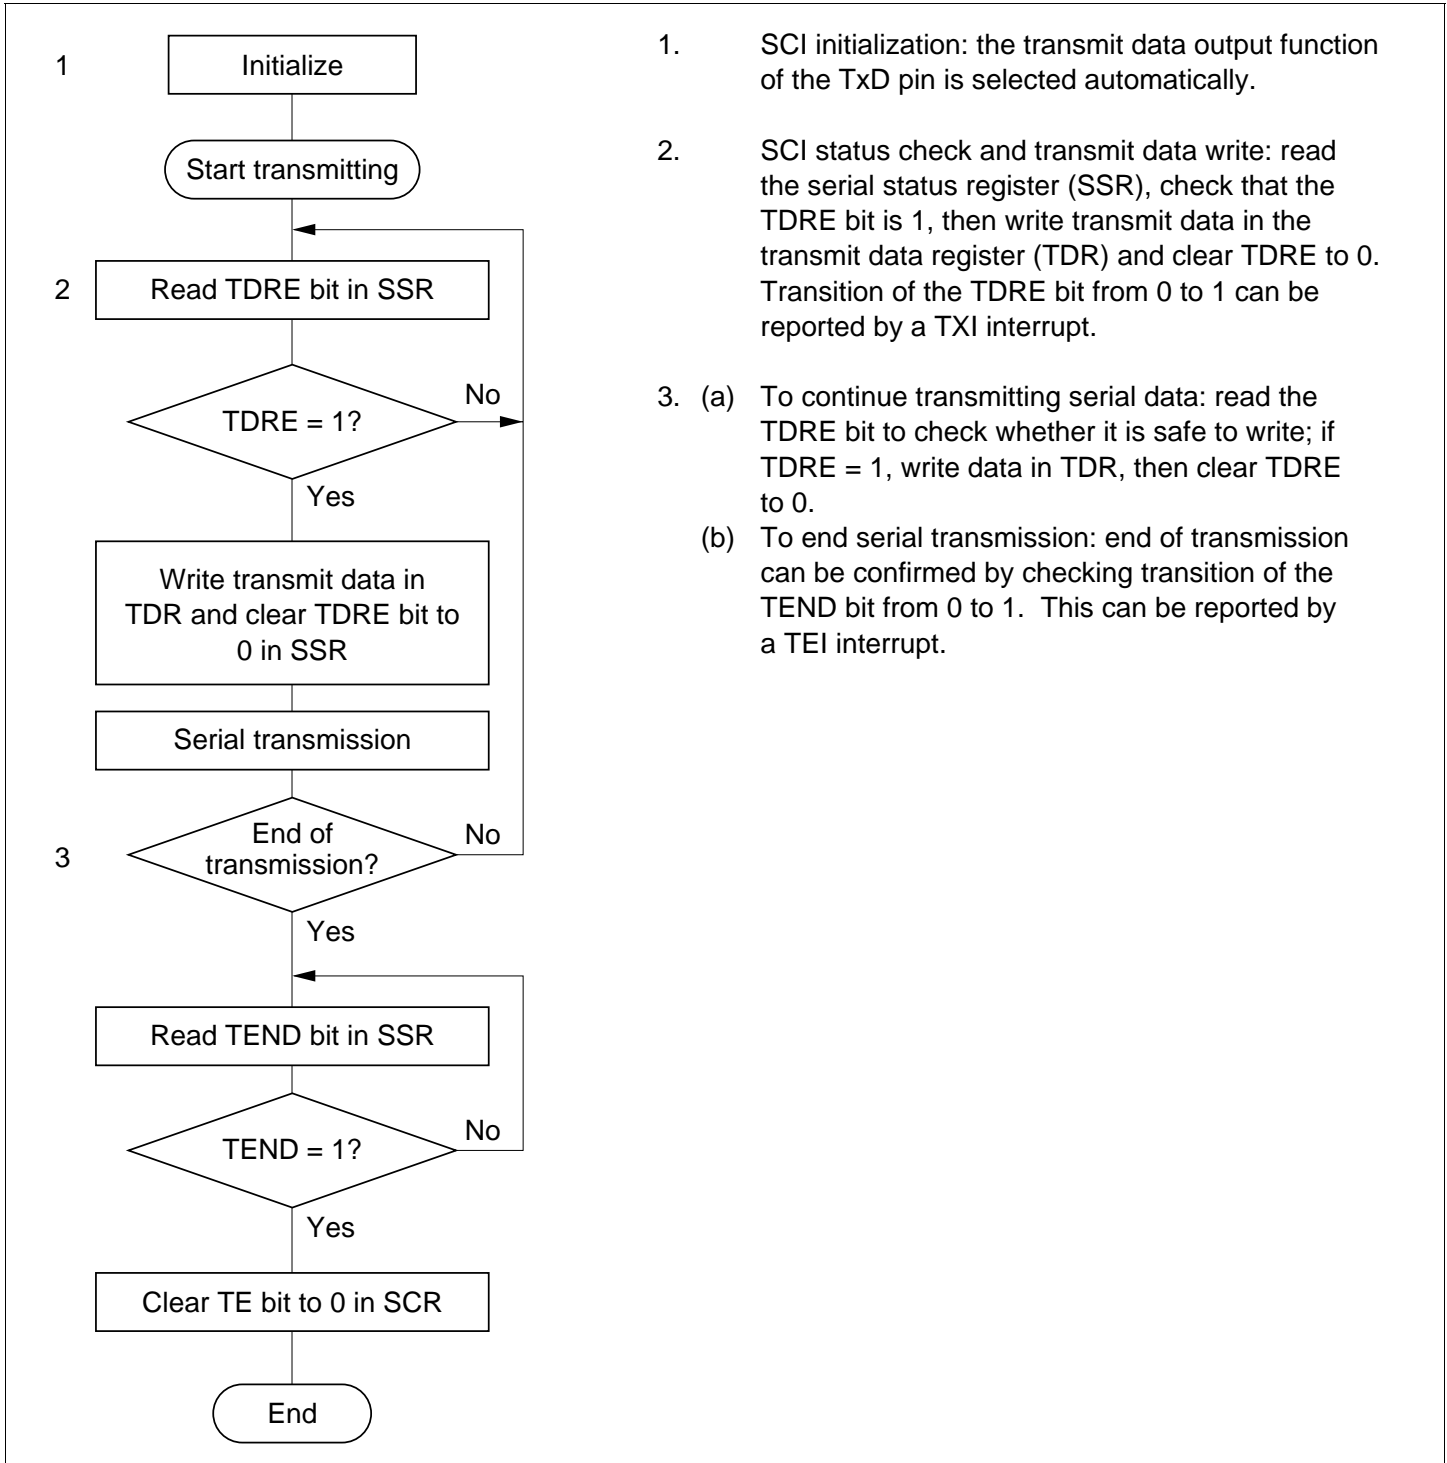 1
Initialize
Start transmitting
2
Read TDRE bit in SSR
TDRE = 1?
No
Yes
Write transmit data in
TDR and clear TDRE bit to
0 in SSR
Serial transmission
3
End of
transmission?
No
Yes
Read TEND bit in SSR
TEND = 1?
No
Yes
Clear TE bit to 0 in SCR
End
1. SCI initialization: the transmit data output function
of the TxD pin is selected automatically.
2. SCI status check and transmit data write: read
the serial status register (SSR), check that the
TDRE bit is 1, then write transmit data in the
transmit data register (TDR) and clear TDRE to 0.
Transition of the TDRE bit from 0 to 1 can be
reported by a TXI interrupt.
3. (a) To continue transmitting serial data: read the
TDRE bit to check whether it is safe to write; if
TDRE = 1, write data in TDR, then clear TDRE
to 0.
(b) To end serial transmission: end of transmission
can be confirmed by checking transition of the
TEND bit from 0 to 1. This can be reported by
a TEI interrupt.